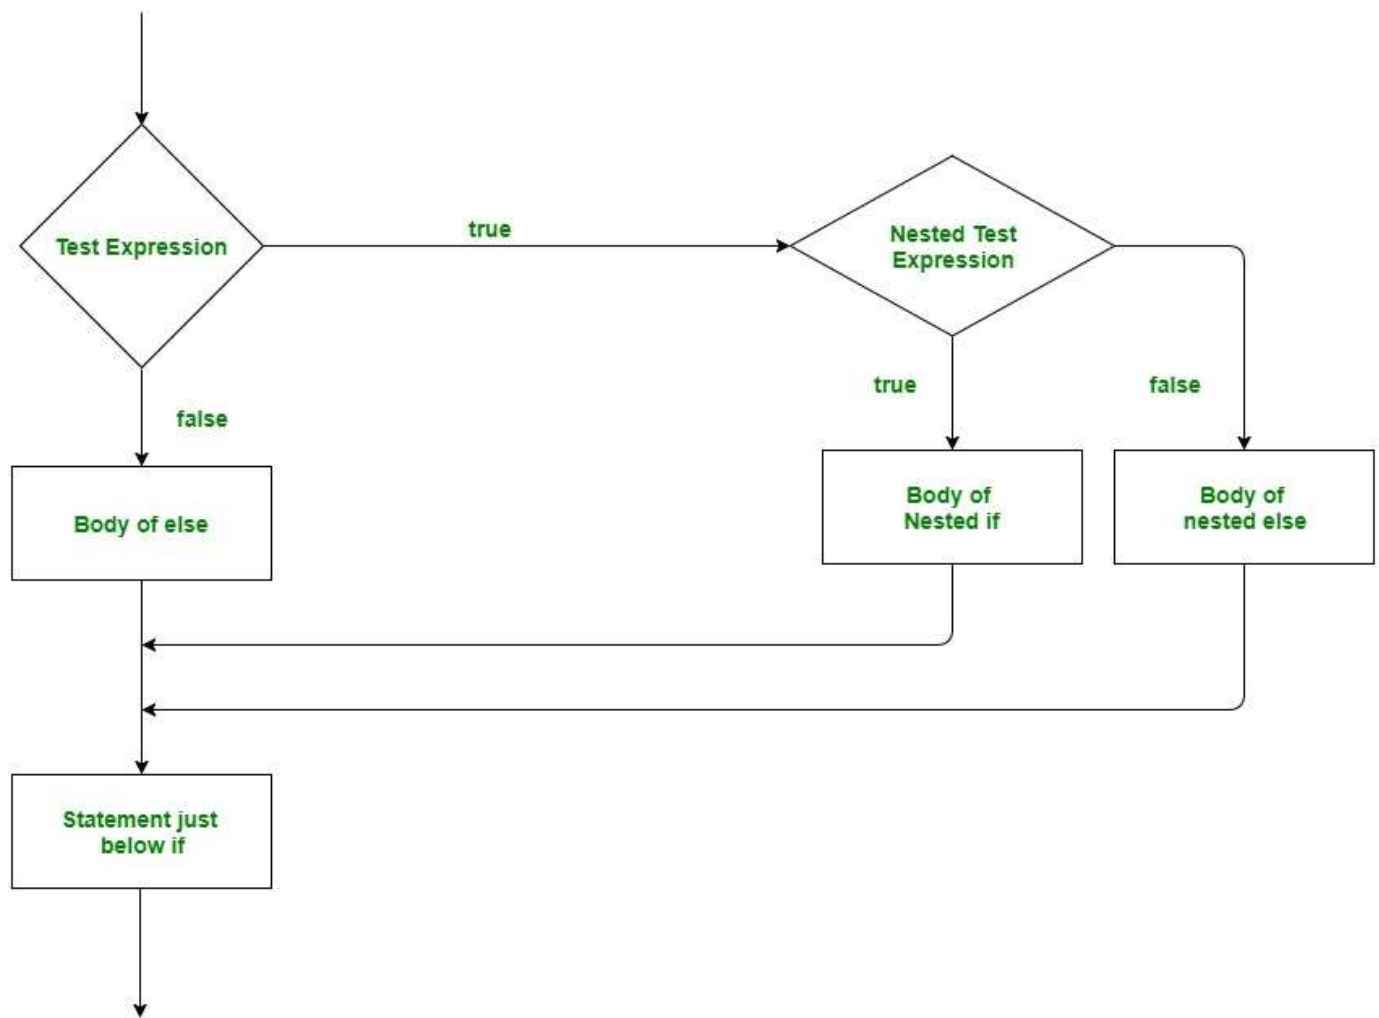 Test Expression
true
Nested Test
Expression
false
true
false
Body of else
Body of
Nested if
Body of
nested else
Statement just
below if